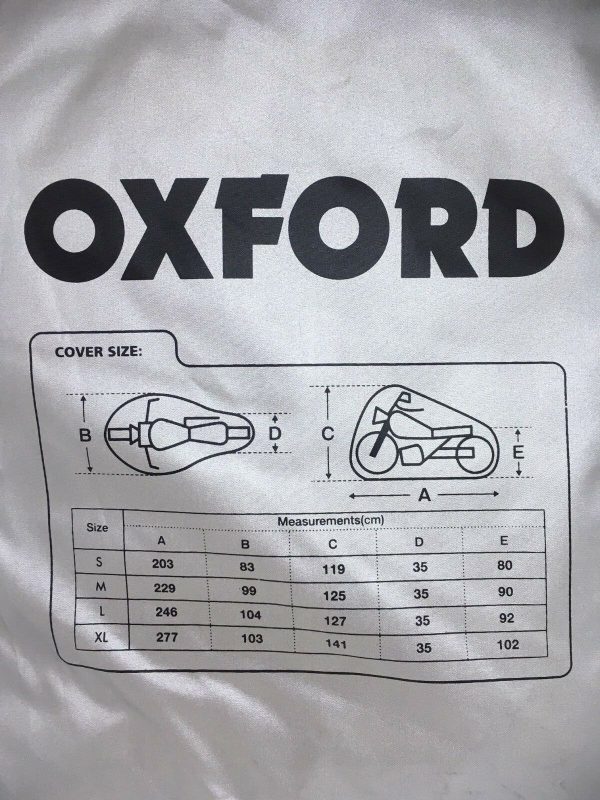 OXFORD
COVER SIZE:
B D C E
A
Size Measurements(cm)
A B C D E
S 203 83 119 35 80
M 229 99 125 35 90
L 246 104 127 35 92
XL 277 103 141 35 102